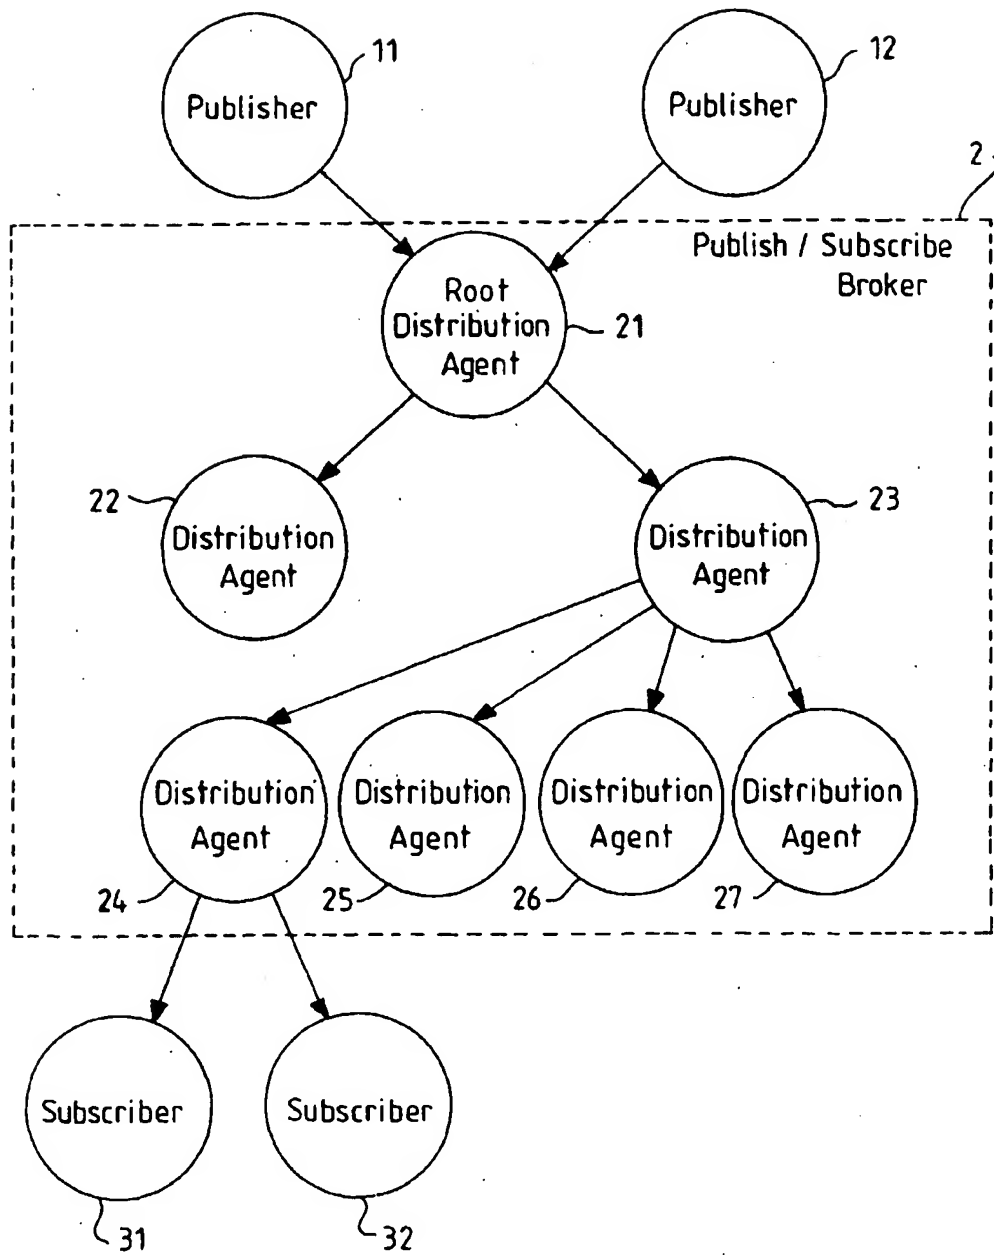 11
12
Publisher
Publisher
2
Publish / Subscribe
Broker
Root
Distribution
Agent
21
22
23
Distribution
Agent
Distribution
Agent
Distribution
Agent
Distribution
Agent
Distribution
Agent
Distribution
Agent
24
25
26
27
Subscriber
Subscriber
31
32